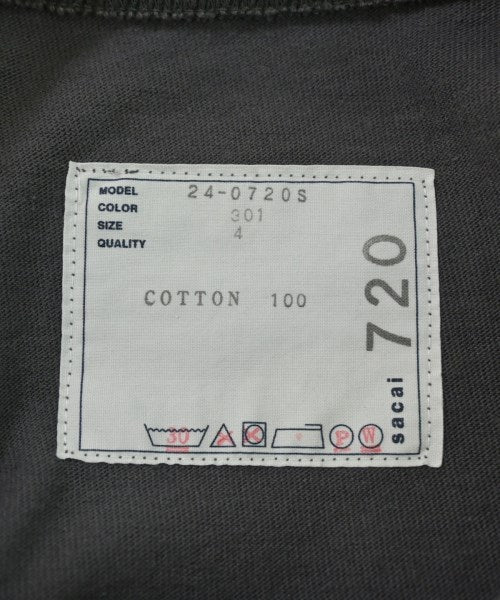 MODEL 24-0720S
COLOR 301
SIZE 4
QUALITY
COTTON 100
sacai 720
30 P W